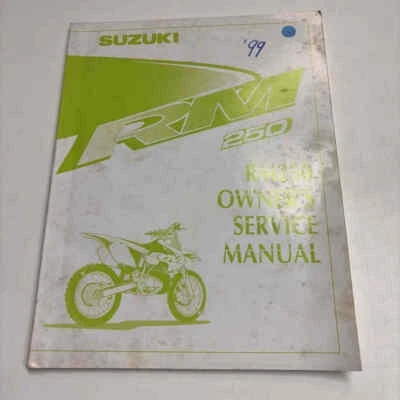 SUZUKI
'99
RM
250
OWNER'S
SERVICE
MANUAL